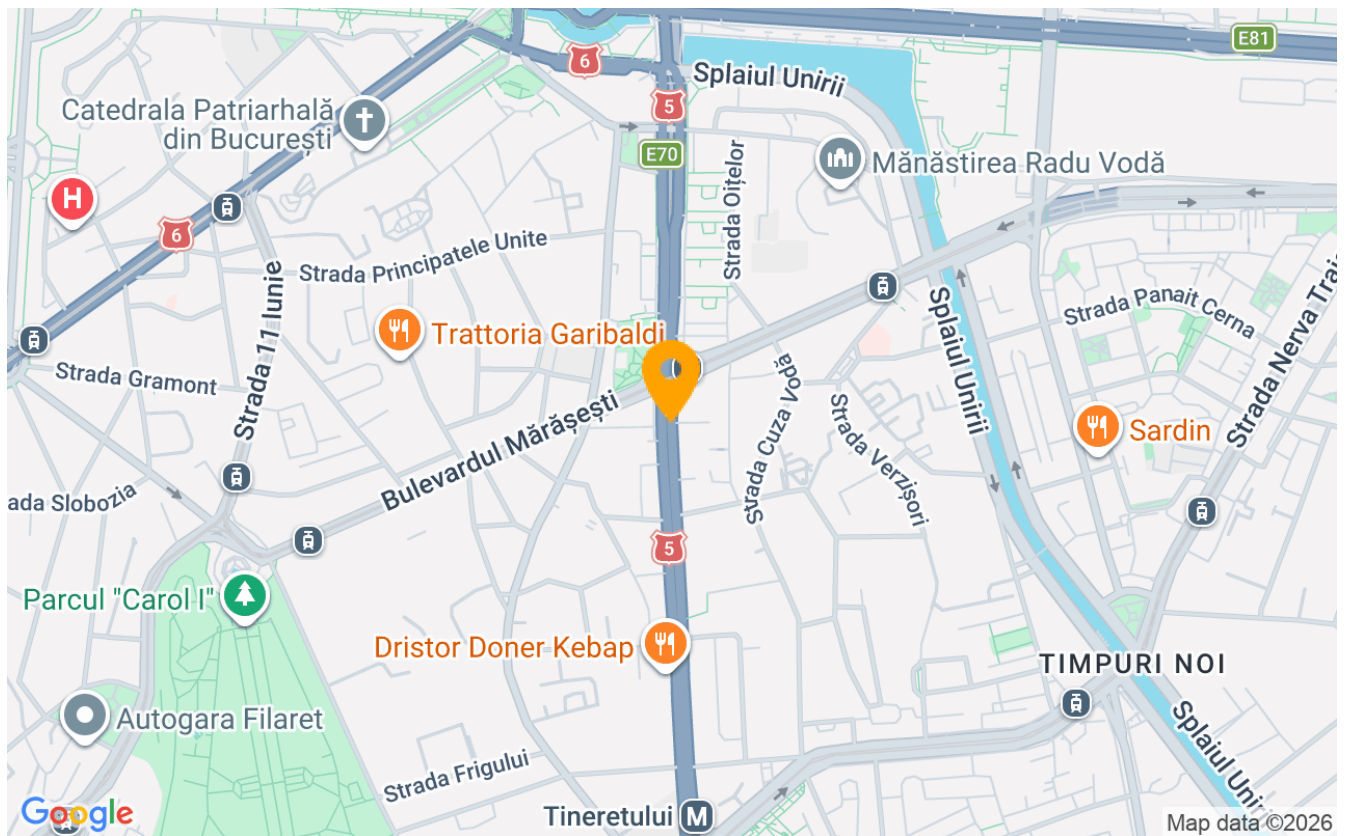 E81
6
Splaiul Unirii
5
Catedrala Patriarhală
din București
E70
Mănăstirea Radu Vodă
H
Strada Oițelor
6
Strada Principatele Unite
Strada 11 Iunie
Strada Panait Cerna
Splaiul Unirii
Strada Nerva Traia
Trattoria Garibaldi
Strada Gramont
Strada Cuza Vodă
Bulevardul Mărășești
Strada Verzișori
Sardin
ada Slobozia
5
Parcul "Carol I"
Dristor Doner Kebap
TIMPURI NOI
Autogara Filaret
Splaiul Uniri
Strada Frigului
Tineretului M
Google
Map data ©2026